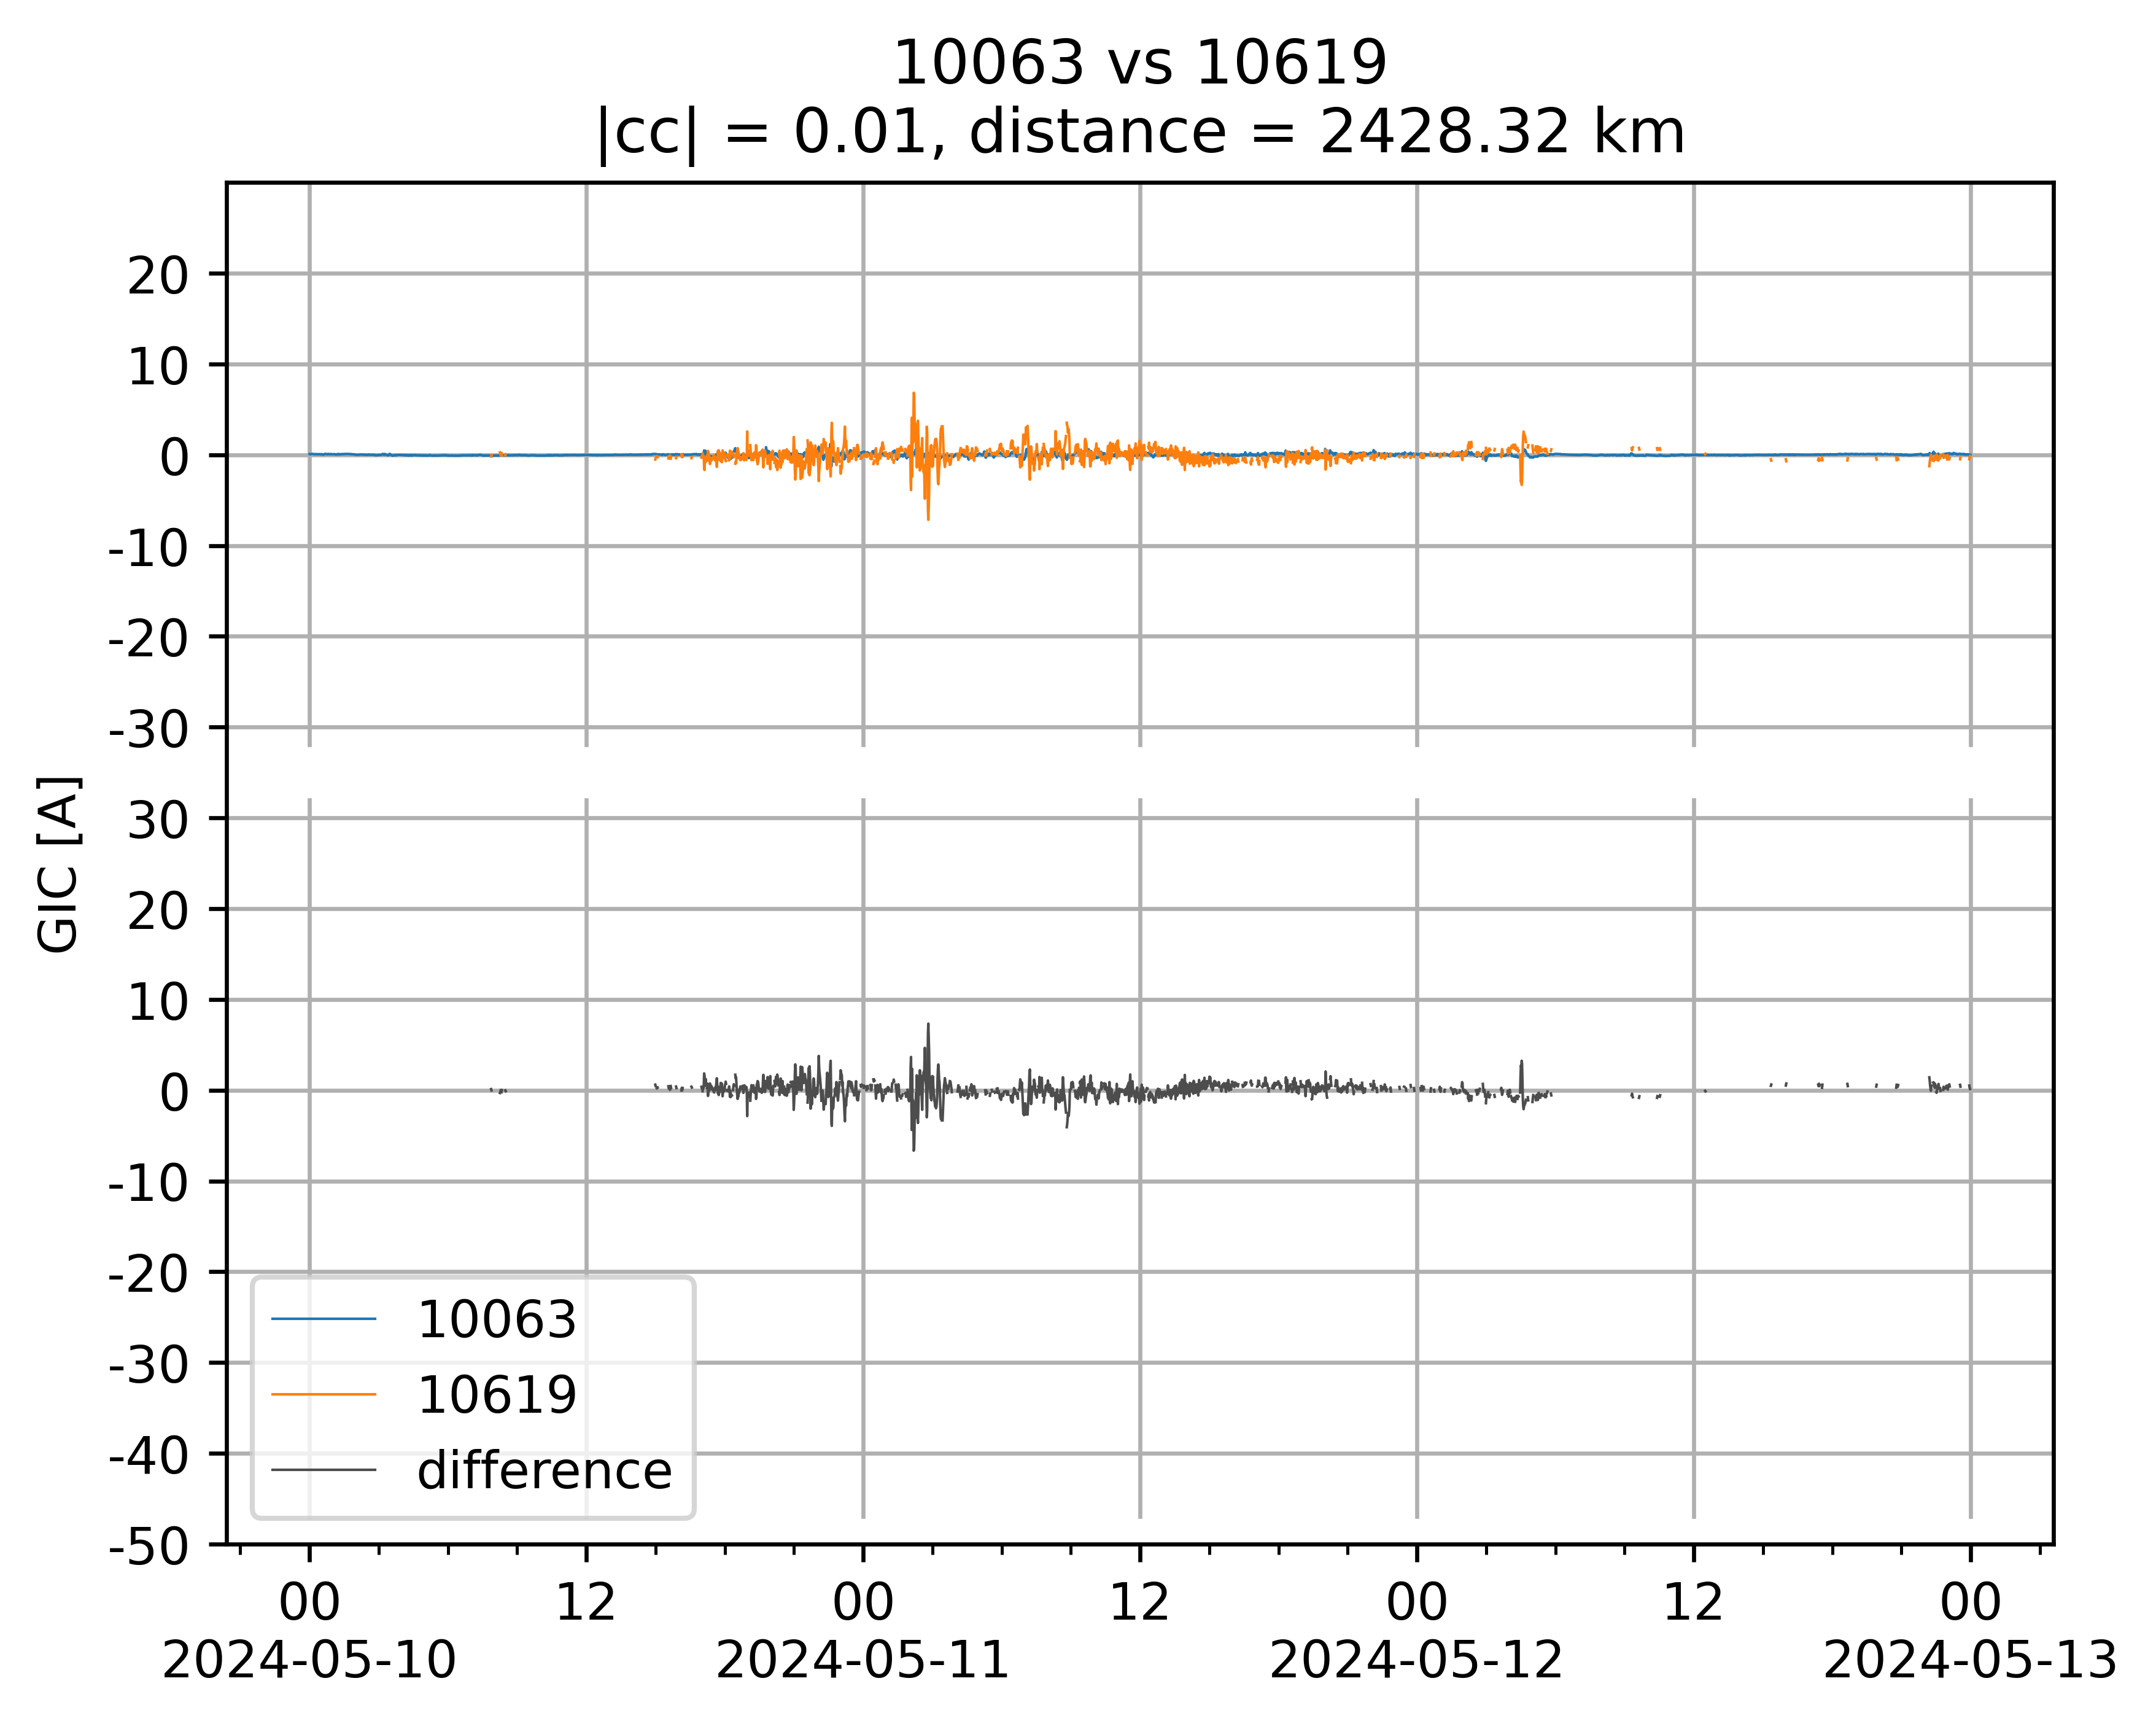 10063 vs 10619
|cc| = 0.01, distance = 2428.32 km
GIC [A]
20
10
0
-10
-20
-30
30
20
10
0
-10
-20
-30
-40
-50
10063
10619
difference
00 12 00 12 00 12 00
2024-05-10 2024-05-11 2024-05-12 2024-05-13